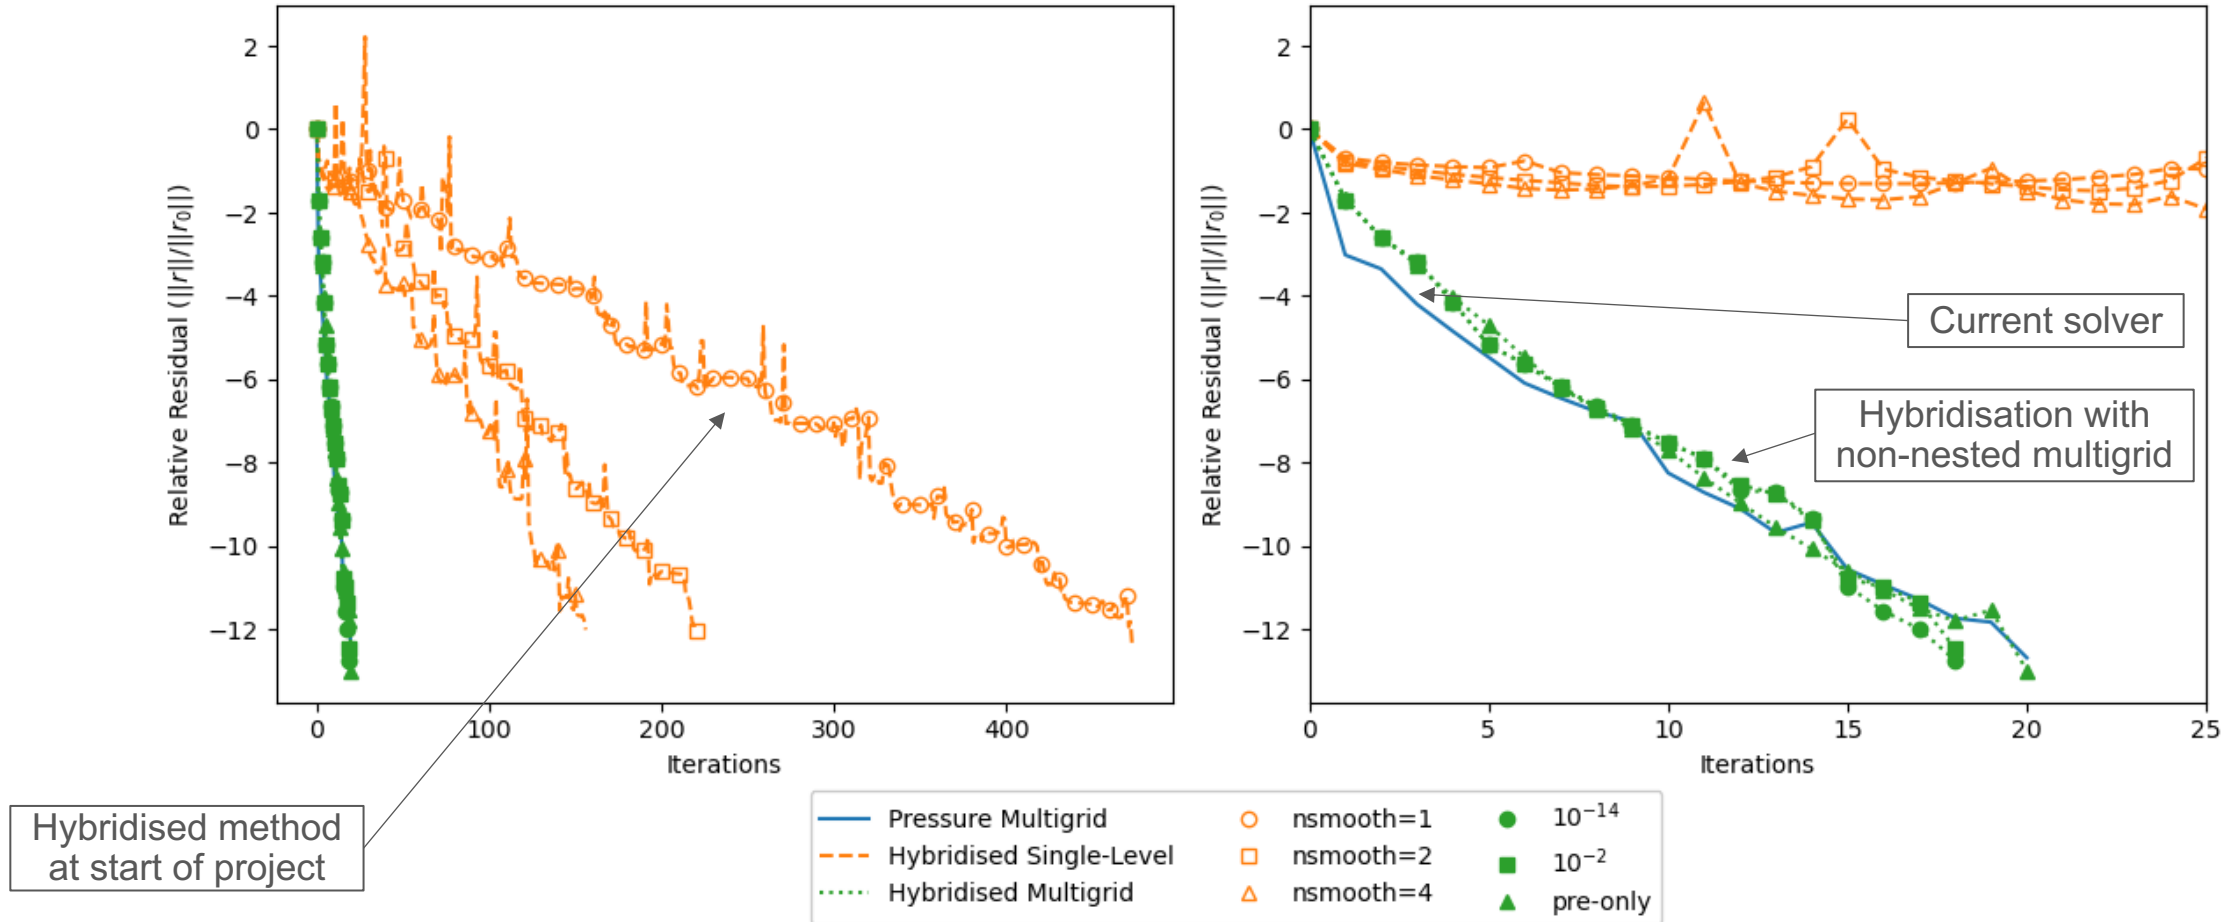 2
0
−2
−4
−6
−8
−10
−12
Relative Residual (||r||/||r₀||)
0
100
200
300
400
Iterations
2
0
−2
−4
−6
−8
−10
−12
Relative Residual (||r||/||r₀||)
0
5
10
15
20
25
Iterations
Current solver
Hybridisation with
non-nested multigrid
Hybridised method
at start of project
Pressure Multigrid
Hybridised Single-Level
Hybridised Multigrid
nsmooth=1
nsmooth=2
nsmooth=4
10⁻¹⁴
10⁻²
pre-only